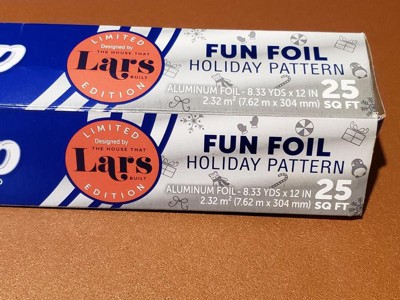 LIMITED
Designed by
THE HOUSE THAT
Lars
BUILT
EDITION
FUN FOIL
HOLIDAY PATTERN
ALUMINUM FOIL - 8.33 YDS x 12 IN
2.32 m² (7.62 m x 304 mm)
25
SQ FT
LIMITED
Designed by
THE HOUSE THAT
Lars
BUILT
EDITION
FUN FOIL
HOLIDAY PATTERN
ALUMINUM FOIL - 8.33 YDS x 12 IN
2.32 m² (7.62 m x 304 mm)
25
SQ FT